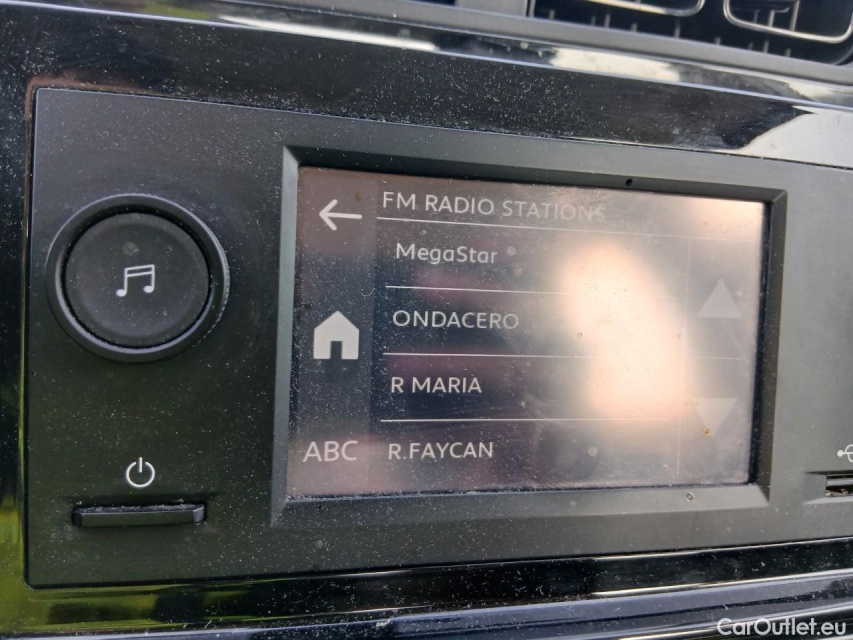 FM RADIO STATIONS
MegaStar
ONDACERO
R MARIA
ABC
R.FAYCAN
CarOutlet.eu